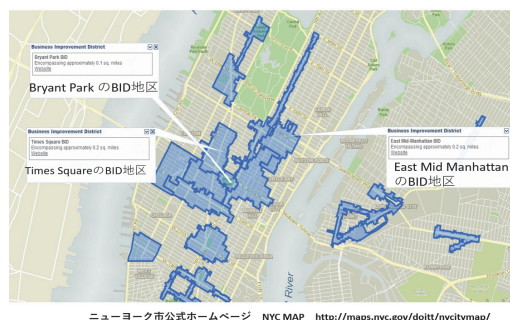 Business Improvement District
Bryant Park BID
Encompassing approximately 0.1 sq. miles
Website
Bryant Park のBID地区
Business Improvement District
Times Square BID
Encompassing approximately 0.2 sq. miles
Website
Times SquareのBID地区
Business Improvement District
East Mid-Manhattan BID
Encompassing approximately 0.2 sq. miles
Website
East Mid Manhattan
のBID地区
River
ニューヨーク市公式ホームページ NYC MAP http://maps.nyc.gov/doitt/nycitymap/